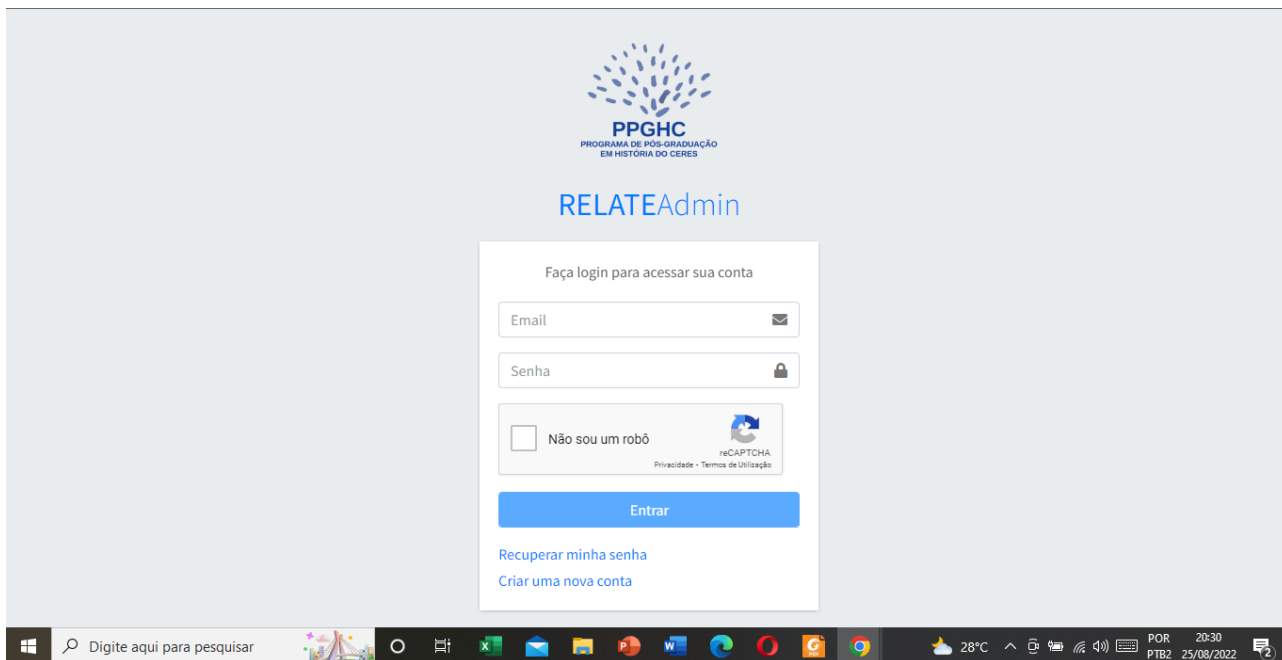 PPGHC
PROGRAMA DE PÓS-GRADUAÇÃO
EM HISTÓRIA DO CERES
RELATEAdmin
Faça login para acessar sua conta
Email
Senha
Não sou um robô
reCAPTCHA
Privacidade - Termos de Utilização
Entrar
Recuperar minha senha
Criar uma nova conta
Digite aqui para pesquisar
28°C
POR
PTB2
20:30
25/08/2022
2